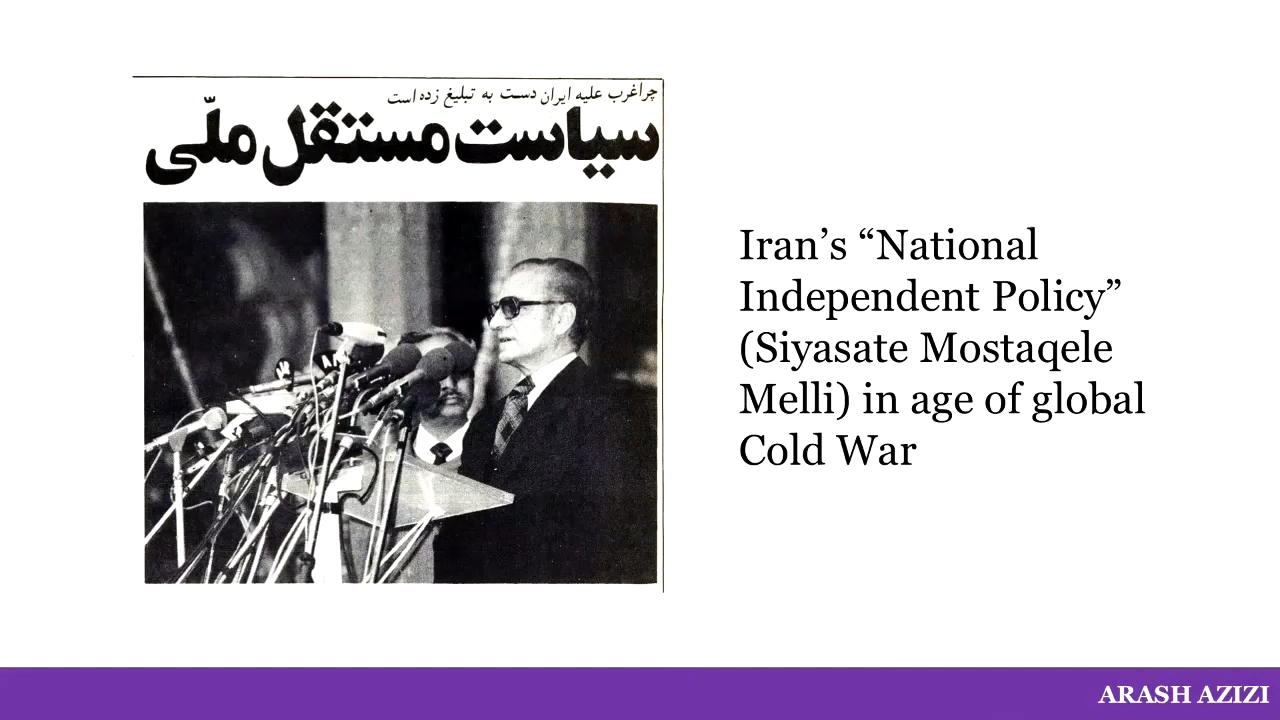 چراغرب علیه ایران دست به تبلیغ زده است
سیاست مستقل ملّی
Iran’s “National
Independent Policy”
(Siyasate Mostaqele
Melli) in age of global
Cold War
ARASH AZIZI